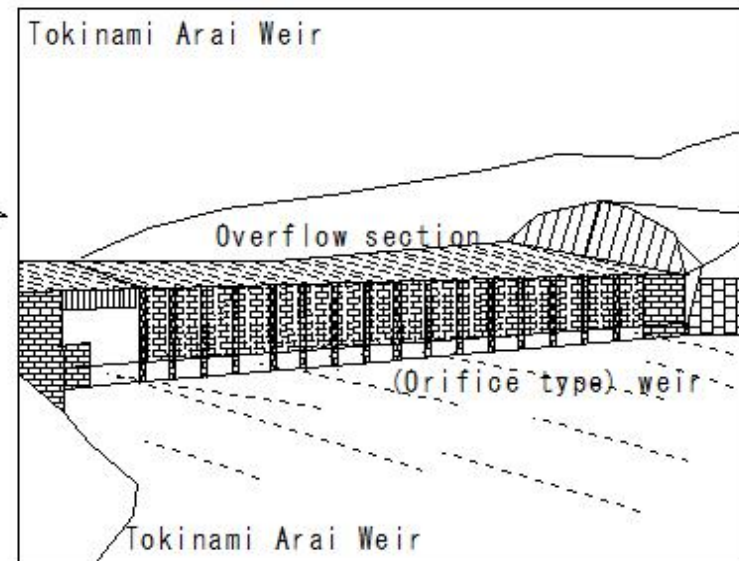 Tokinami Arai Weir
Overflow section
(Orifice type) weir
Tokinami Arai Weir